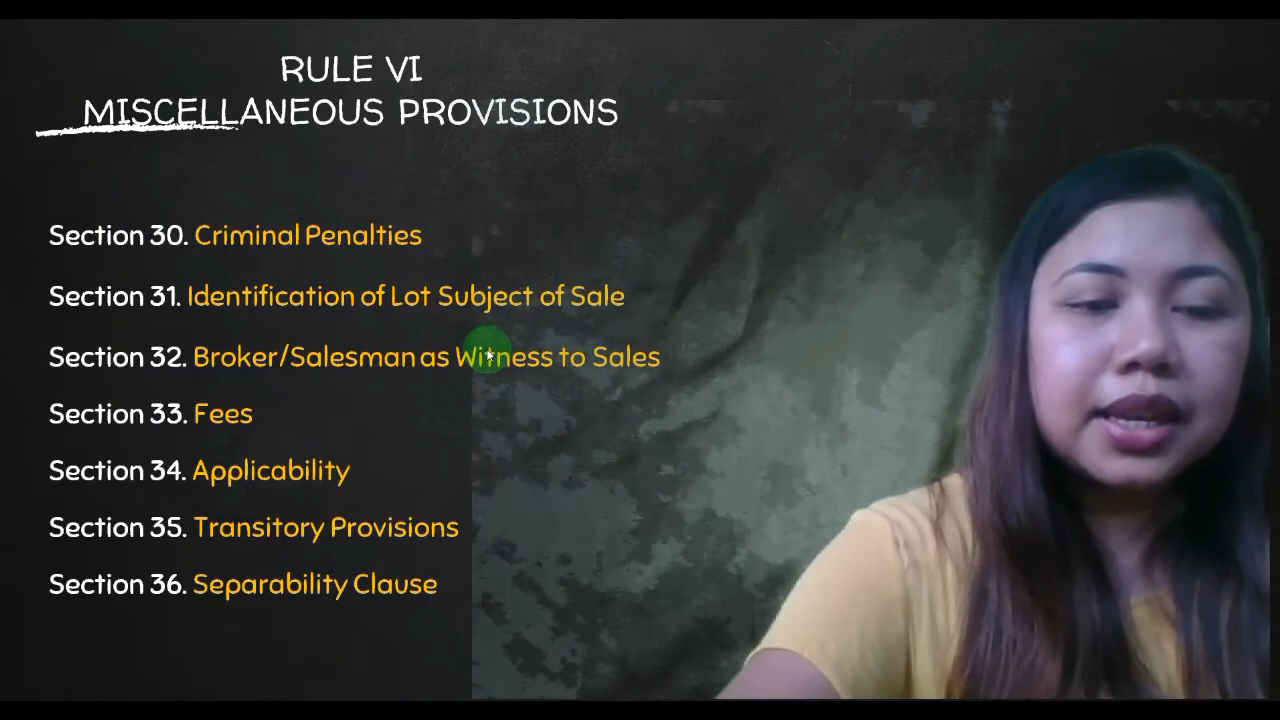 RULE VI
MISCELLANEOUS PROVISIONS
Section 30. Criminal Penalties
Section 31. Identification of Lot Subject of Sale
Section 32. Broker/Salesman as Witness to Sales
Section 33. Fees
Section 34. Applicability
Section 35. Transitory Provisions
Section 36. Separability Clause